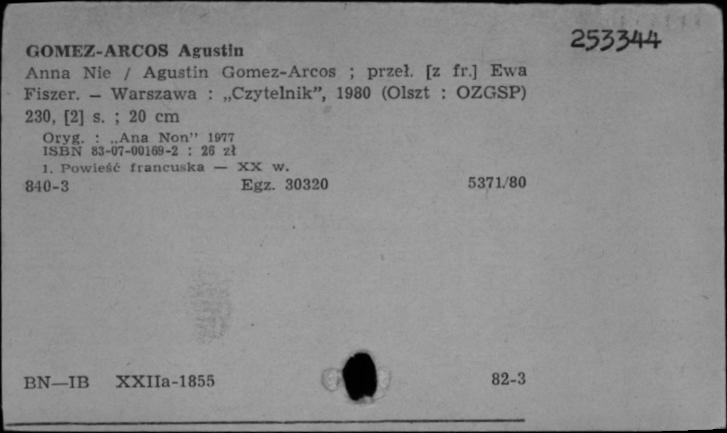 253344
GOMEZ-ARCOS Agustin
Anna Nie / Agustin Gomez-Arcos ; przeł. [z fr.] Ewa
Fiszer. — Warszawa : „Czytelnik”, 1980 (Olszt : OZGSP)
230, [2] s. ; 20 cm
Oryg. : „Ana Non” 1977
ISBN 83-07-00169-2 : 26 zł
1. Powieść francuska — XX w.
840-3 Egz. 30320 5371/80
BN—IB XXIIa-1855 82-3